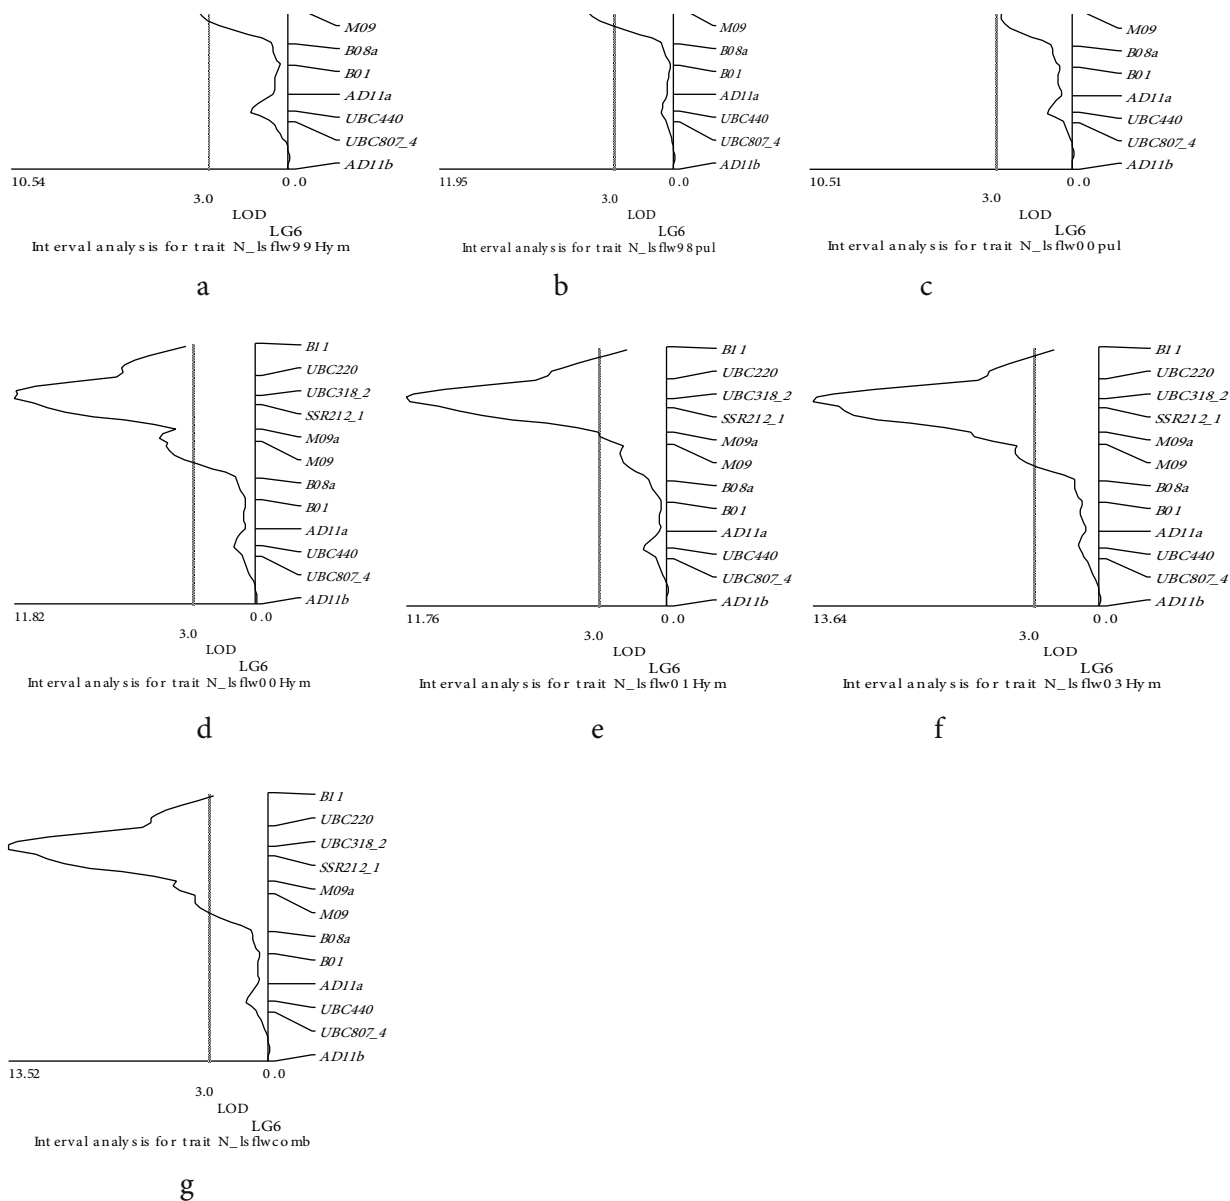 M09
B08a
B01
AD11a
UBC440
UBC807_4
AD11b
10.54 0.0
3.0
LOD
LG6
Interval analysis for trait N_lsflw99Hym
a
M09
B08a
B01
AD11a
UBC440
UBC807_4
AD11b
11.95 0.0
3.0
LOD
LG6
Interval analysis for trait N_lsflw98pul
b
M09
B08a
B01
AD11a
UBC440
UBC807_4
AD11b
10.51 0.0
3.0
LOD
LG6
Interval analysis for trait N_lsflw00pul
c
B11
UBC220
UBC318_2
SSR212_1
M09a
M09
B08a
B01
AD11a
UBC440
UBC807_4
AD11b
11.82 0.0
3.0
LOD
LG6
Interval analysis for trait N_lsflw00Hym
d
B11
UBC220
UBC318_2
SSR212_1
M09a
M09
B08a
B01
AD11a
UBC440
UBC807_4
AD11b
11.76 0.0
3.0
LOD
LG6
Interval analysis for trait N_lsflw01Hym
e
B11
UBC220
UBC318_2
SSR212_1
M09a
M09
B08a
B01
AD11a
UBC440
UBC807_4
AD11b
13.64 0.0
3.0
LOD
LG6
Interval analysis for trait N_lsflw03Hym
f
B11
UBC220
UBC318_2
SSR212_1
M09a
M09
B08a
B01
AD11a
UBC440
UBC807_4
AD11b
13.52 0.0
3.0
LOD
LG6
Interval analysis for trait N_lsflwcomb
g